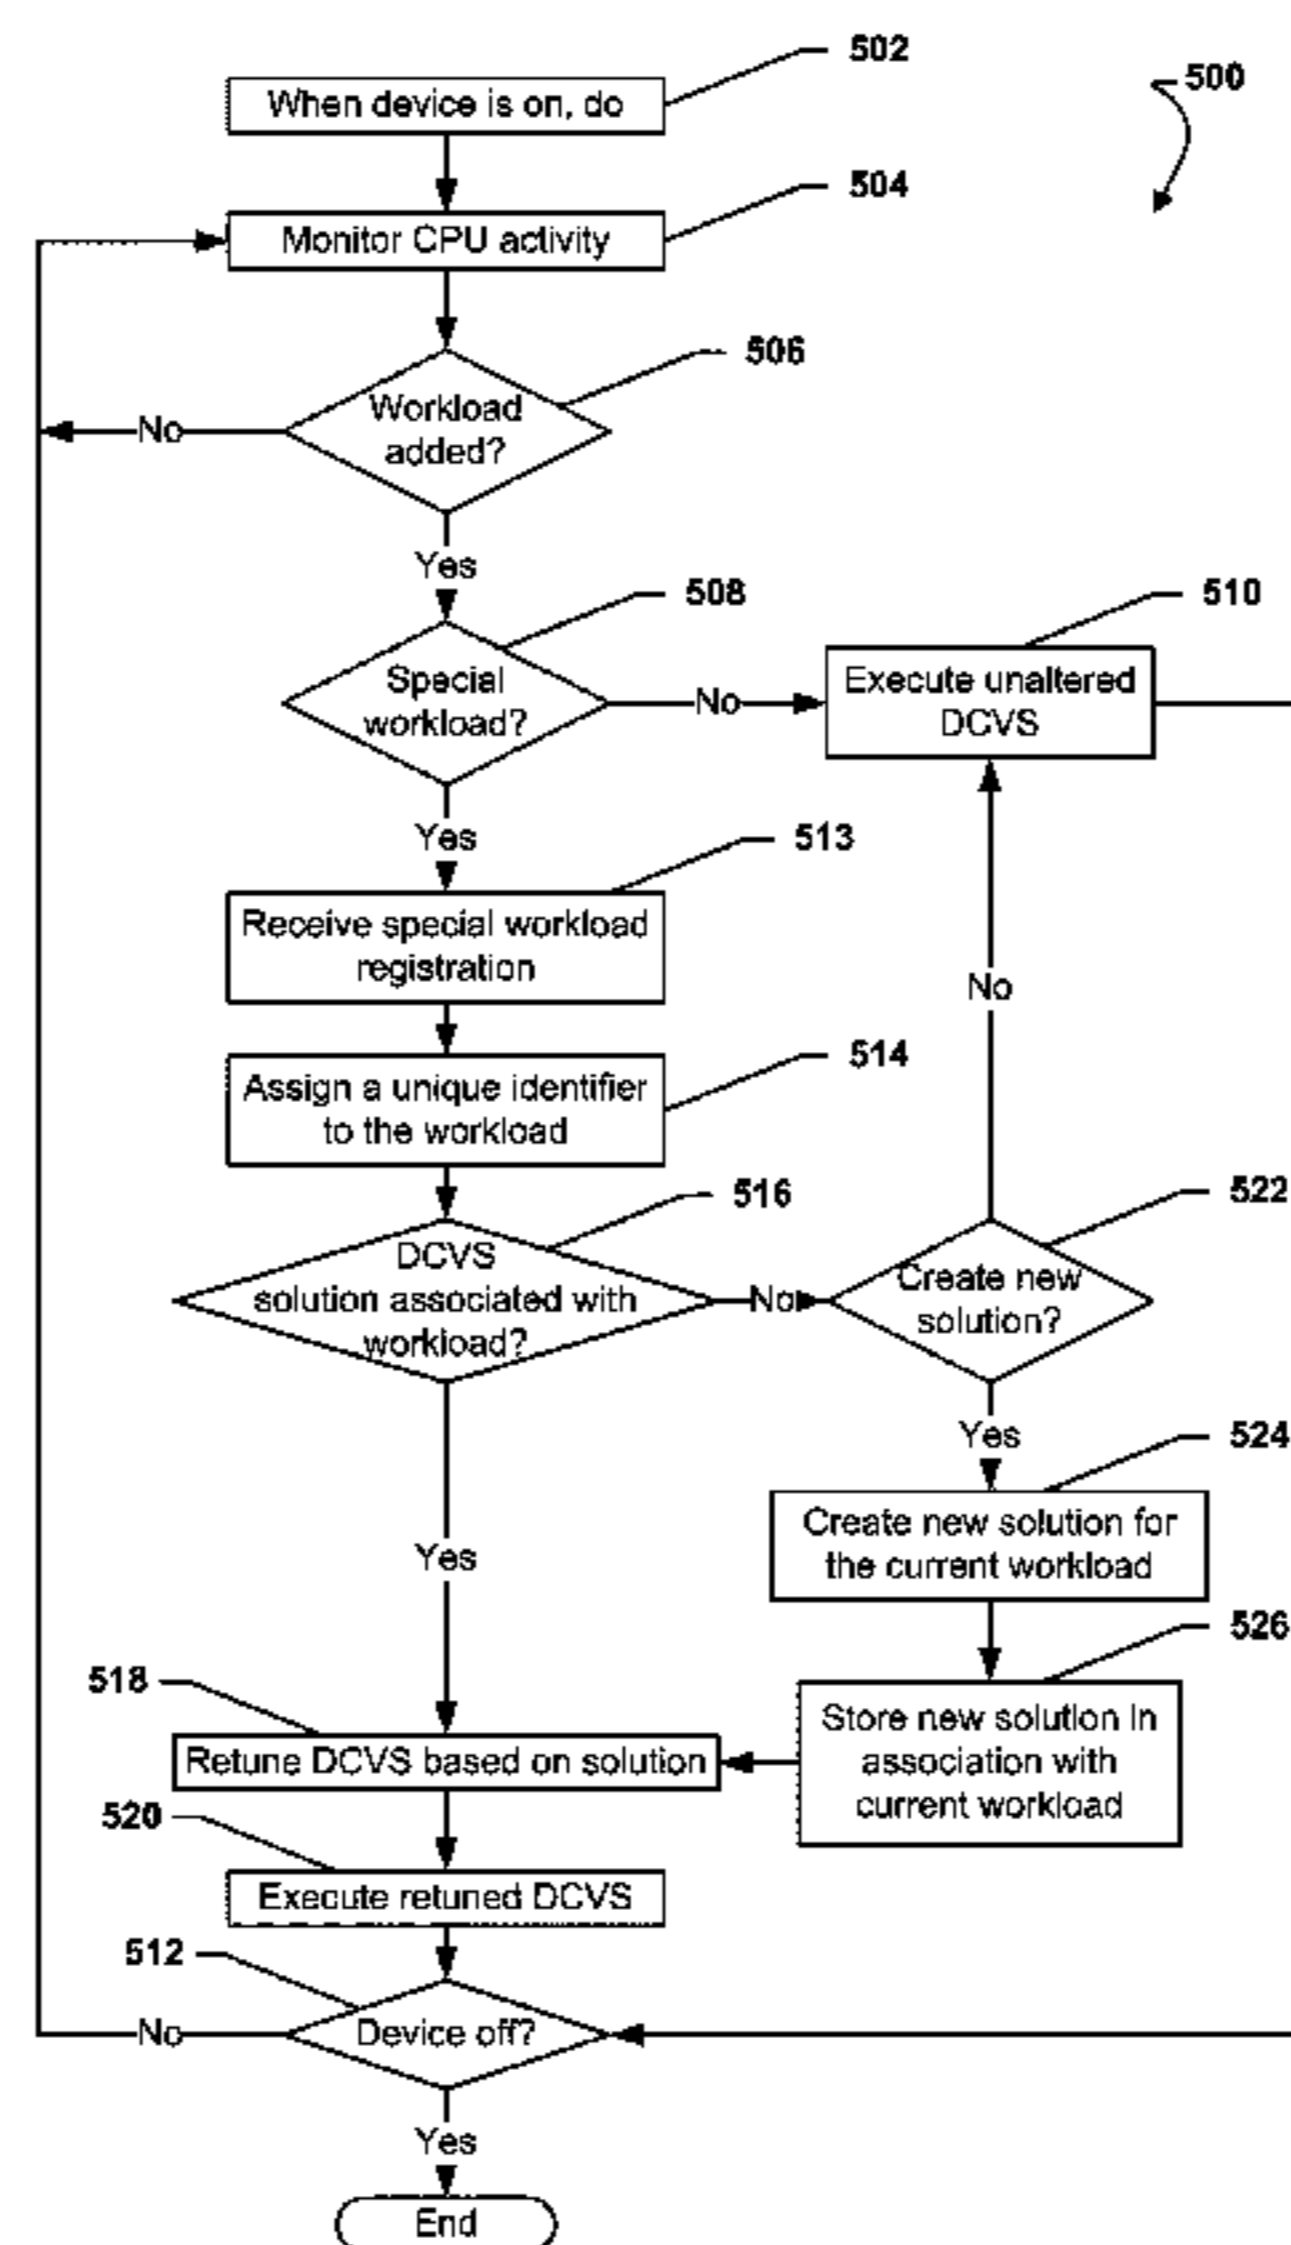 502
When device is on, do
500
504
Monitor CPU activity
506
Workload
added?
No
Yes
508
Special
workload?
No
510
Execute unaltered
DCVS
Yes
513
Receive special workload
registration
No
514
Assign a unique identifier
to the workload
516
DCVS
solution associated with
workload?
No
522
Create new
solution?
Yes
524
Create new solution for
the current workload
Yes
526
Store new solution in
association with
current workload
518
Retune DCVS based on solution
520
Execute retuned DCVS
512
Device off?
No
Yes
End